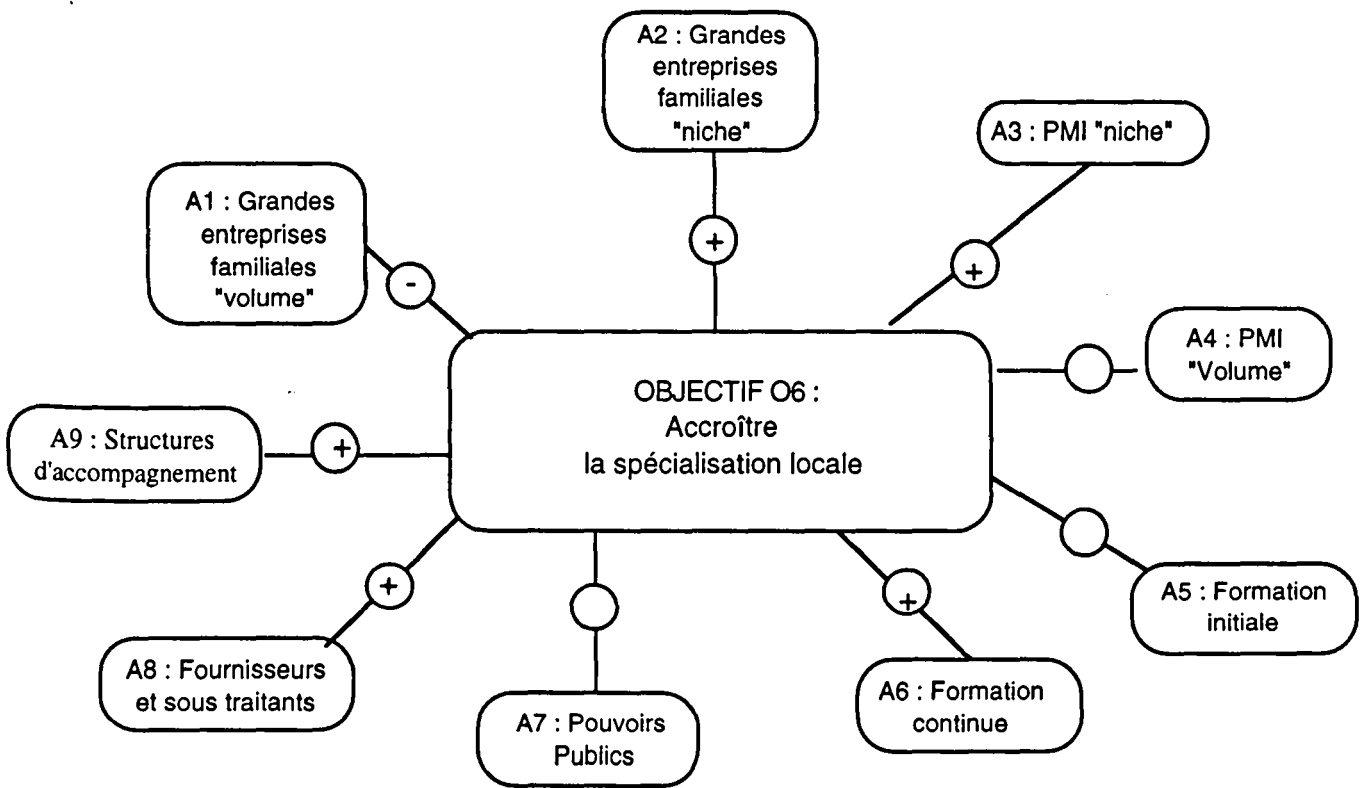 A2 : Grandes
entreprises
familiales
"niche"
A3 : PMI "niche"
A1 : Grandes
entreprises
familiales
"volume"
+
+
-
A4 : PMI
"Volume"
OBJECTIF O6 :
Accroître
la spécialisation locale
A9 : Structures
d'accompagnement
+
A5 : Formation
initiale
+
+
A8 : Fournisseurs
et sous traitants
A7 : Pouvoirs
Publics
A6 : Formation
continue